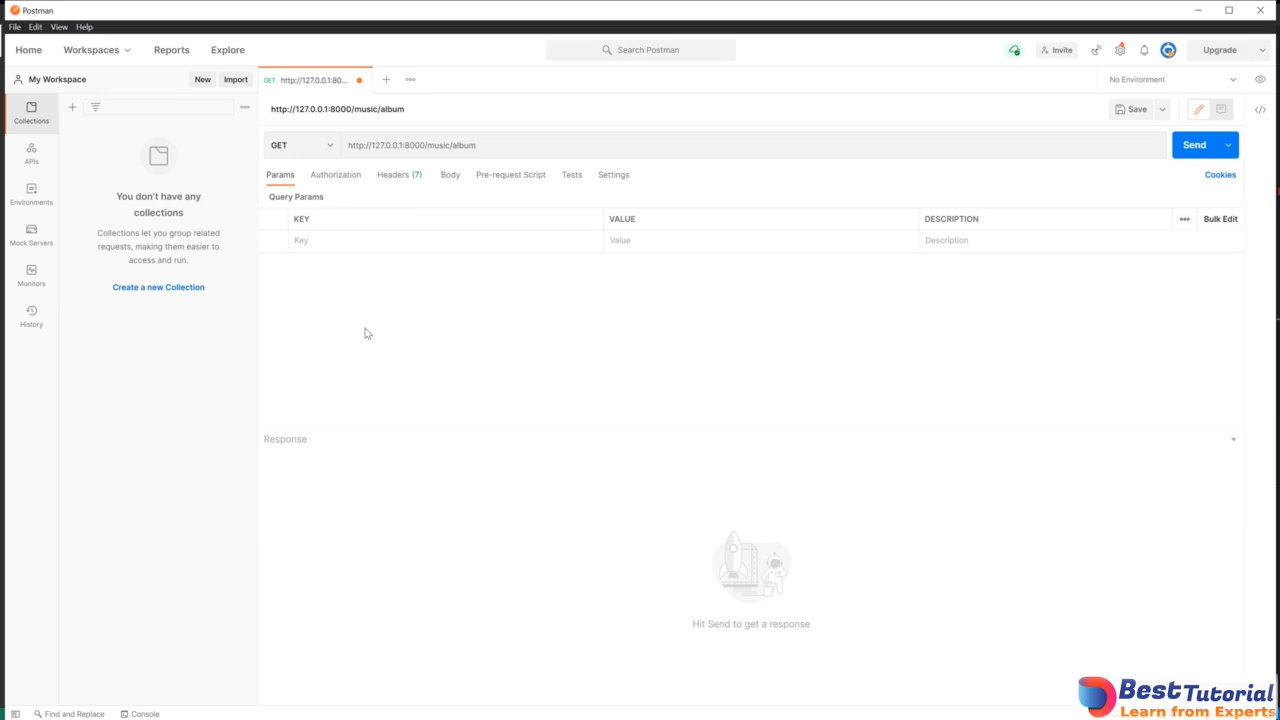 Postman
File Edit View Help
Home Workspaces Reports Explore
Search Postman
Invite
Upgrade
My Workspace
New Import
GET http://127.0.0.1:80...
No Environment
http://127.0.0.1:8000/music/album
Save
Collections
APIs
Environments
Mock Servers
Monitors
History
You don't have any
collections
Collections let you group related
requests, making them easier to
access and run.
Create a new Collection
GET http://127.0.0.1:8000/music/album
Send
Params Authorization Headers (7) Body Pre-request Script Tests Settings
Cookies
Query Params
KEY VALUE DESCRIPTION
Bulk Edit
Key Value Description
Response
Hit Send to get a response
Find and Replace Console
BestTutorial
Learn from Experts